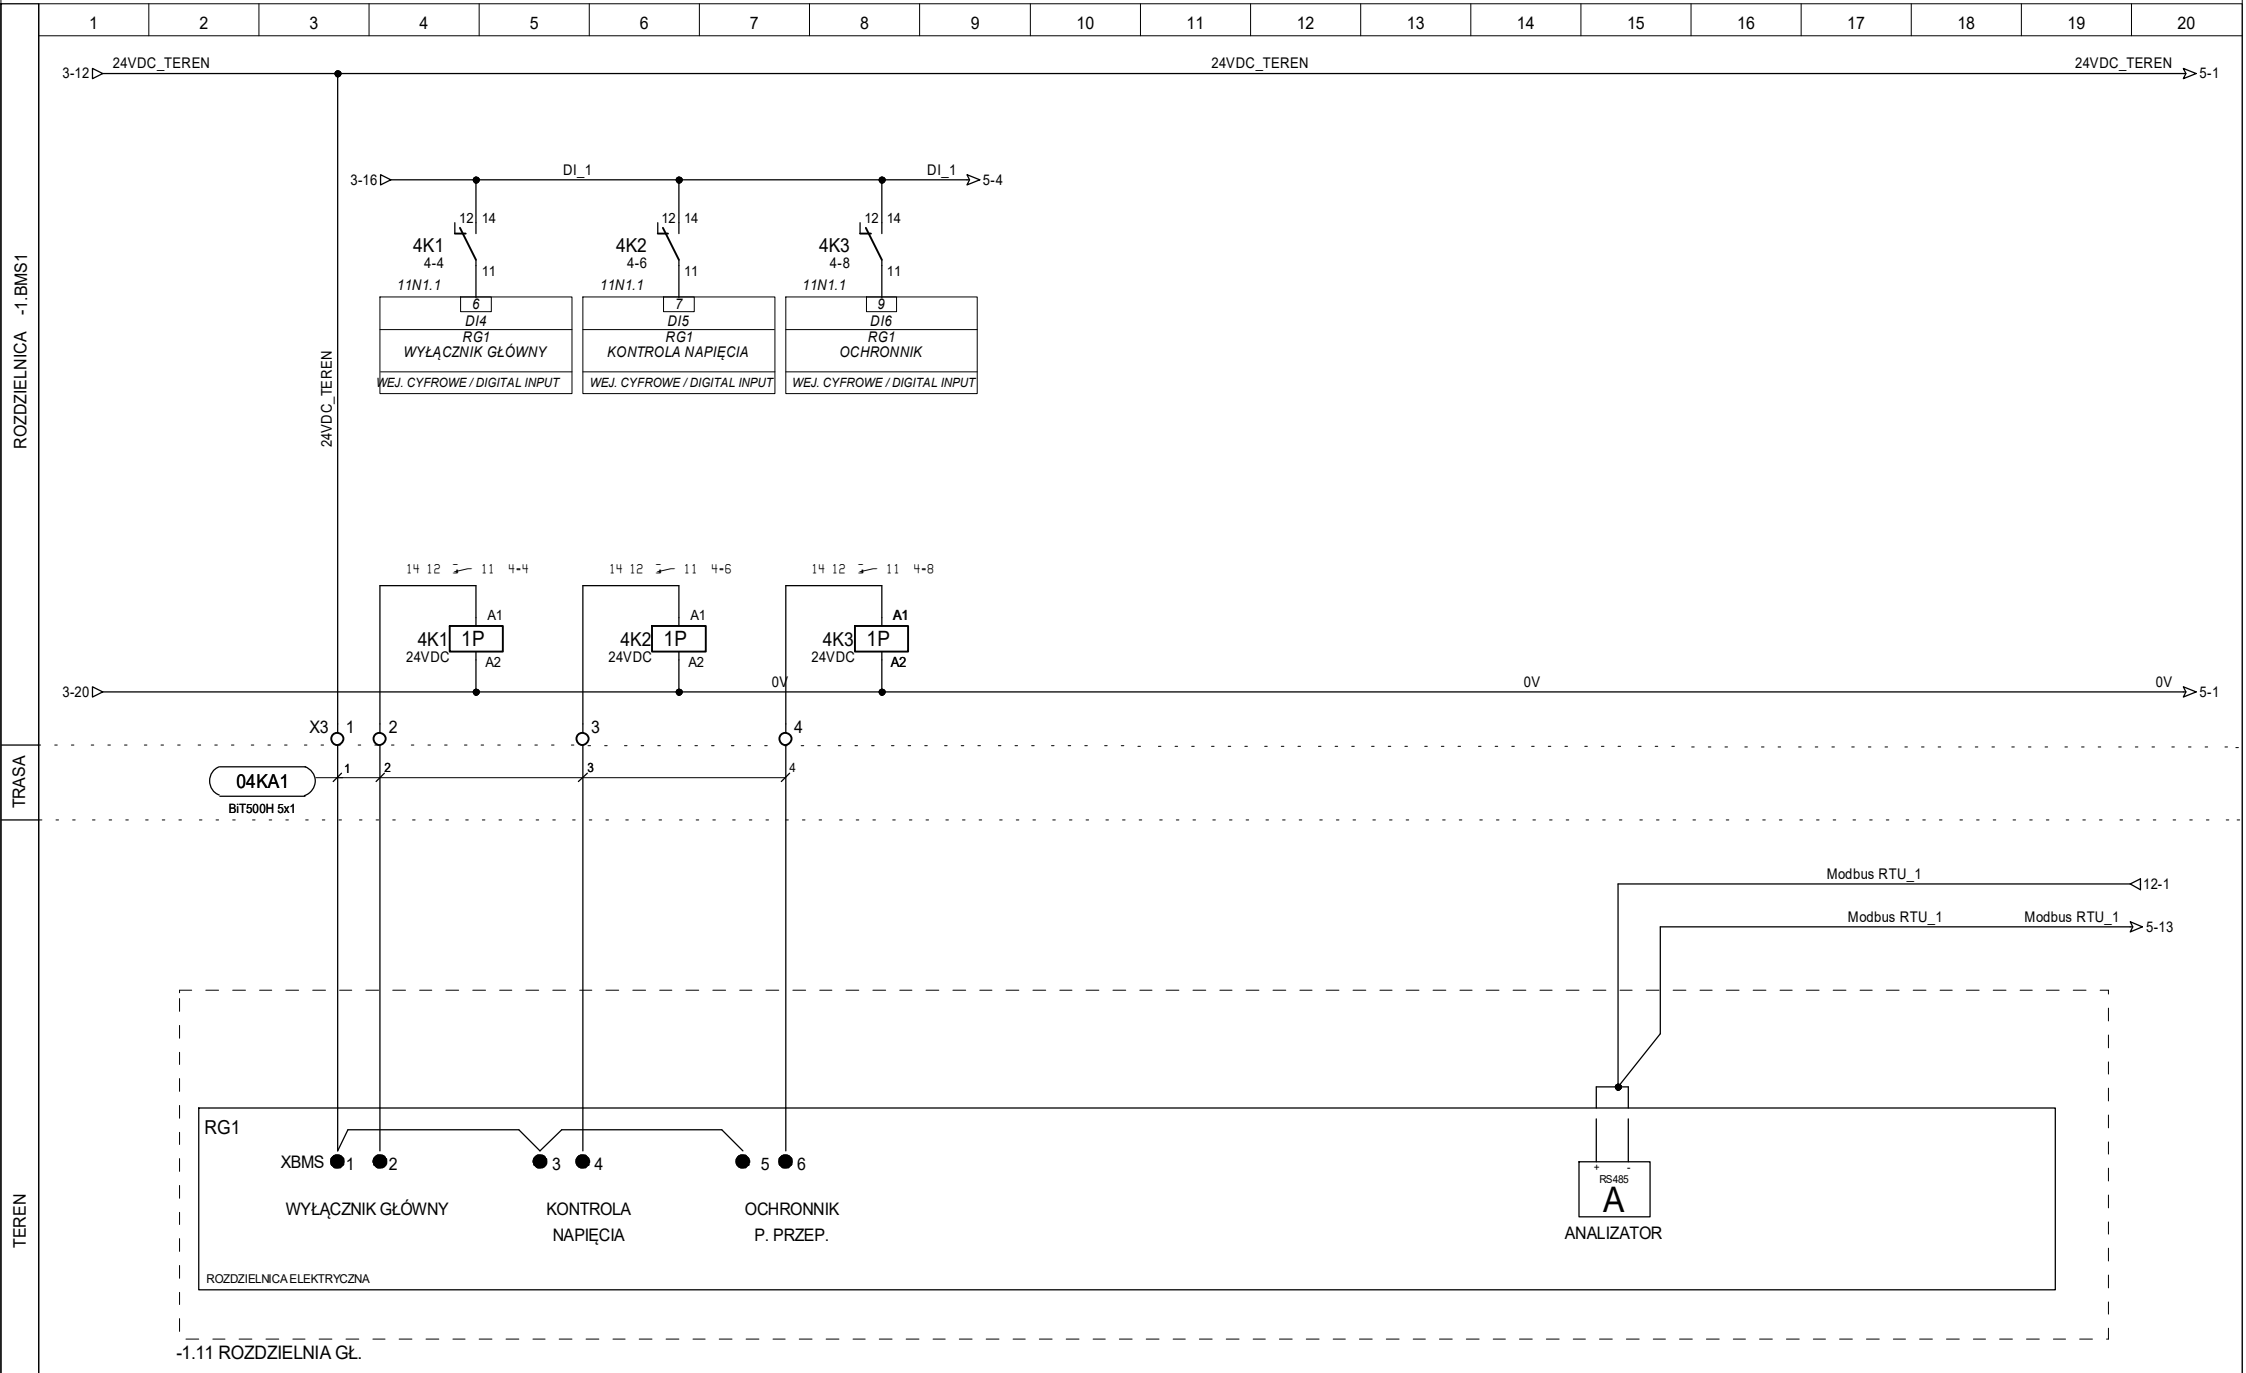 1 2 3 4 5 6 7 8 9 10 11 12 13 14 15 16 17 18 19 20
3-12 24VDC_TEREN 24VDC_TEREN 24VDC_TEREN 5-1
3-16 DI_1 DI_1 5-4
12 14 12 14 12 14
4K1 4K2 4K3
4-4 4-6 4-8
11 11 11
11N1.1 11N1.1 11N1.1
6 7 9
DI4 DI5 DI6
RG1 RG1 RG1
WYŁĄCZNIK GŁÓWNY KONTROLA NAPIĘCIA OCHRONNIK
WEJ. CYFROWE / DIGITAL INPUT WEJ. CYFROWE / DIGITAL INPUT WEJ. CYFROWE / DIGITAL INPUT
ROZDZIELNICA -1.BMS1
24VDC_TEREN
14 12 11 4-4 14 12 11 4-6 14 12 11 4-8
A1 A1 A1
4K1 1P 4K2 1P 4K3 1P
24VDC 24VDC 24VDC
A2 A2 A2
3-20 0V 0V 0V 5-1
X3 1 2 3 4
TRASA
04KA1 1 2 3 4
BiT500H 5x1
Modbus RTU_1 12-1
Modbus RTU_1 Modbus RTU_1 5-13
TEREN
RG1
XBMS 1 2 3 4 5 6
+ -
RS485
A
WYŁĄCZNIK GŁÓWNY KONTROLA OCHRONNIK
NAPIĘCIA P. PRZEP.
ANALIZATOR
ROZDZIELNICA ELEKTRYCZNA
-1.11 ROZDZIELNIA GŁ.